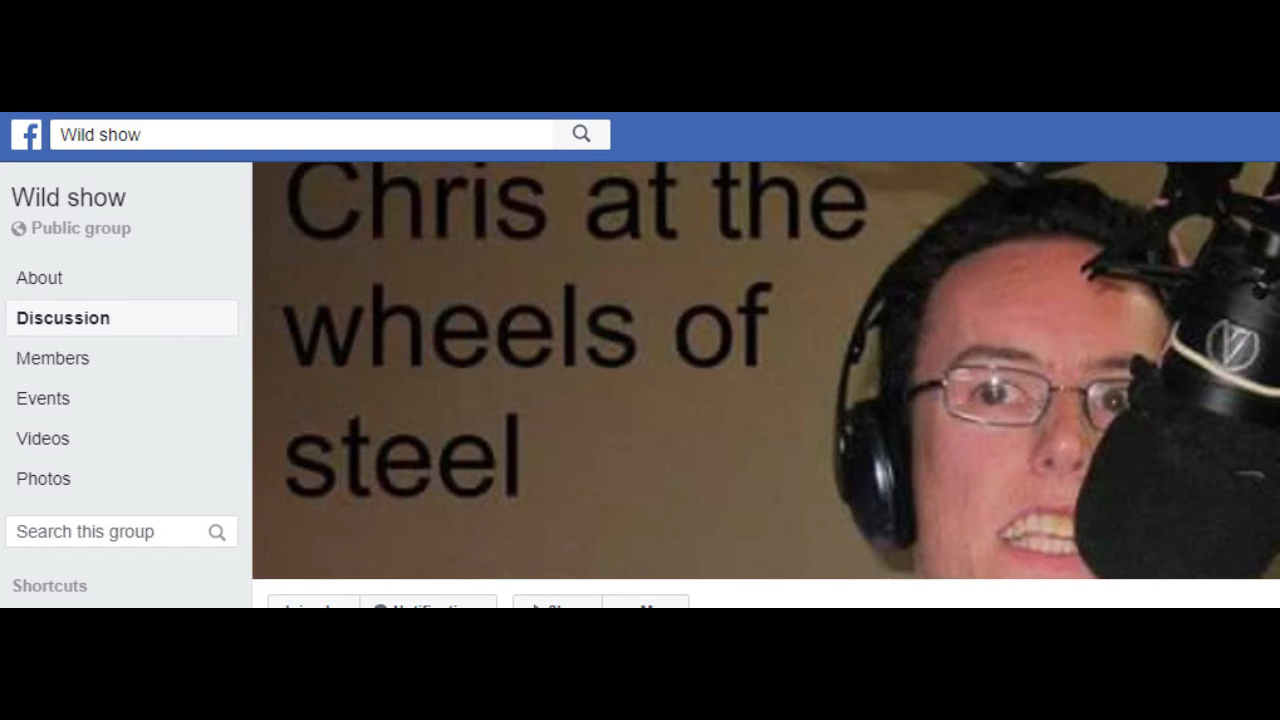 Wild show
Wild show
Public group
About
Discussion
Members
Events
Videos
Photos
Search this group
Shortcuts
Chris at the
wheels of
steel